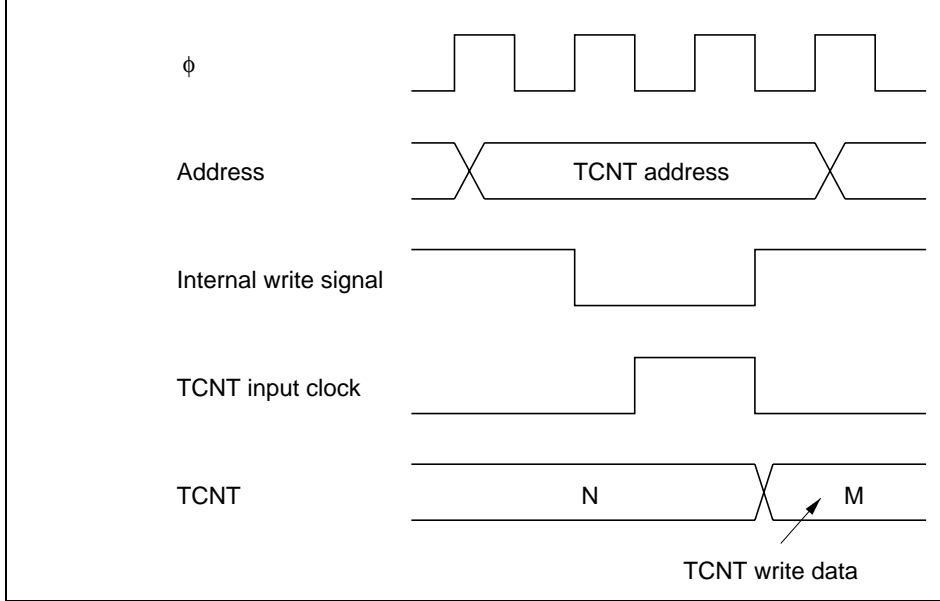 ϕ
Address
TCNT address
Internal write signal
TCNT input clock
TCNT
N
M
TCNT write data